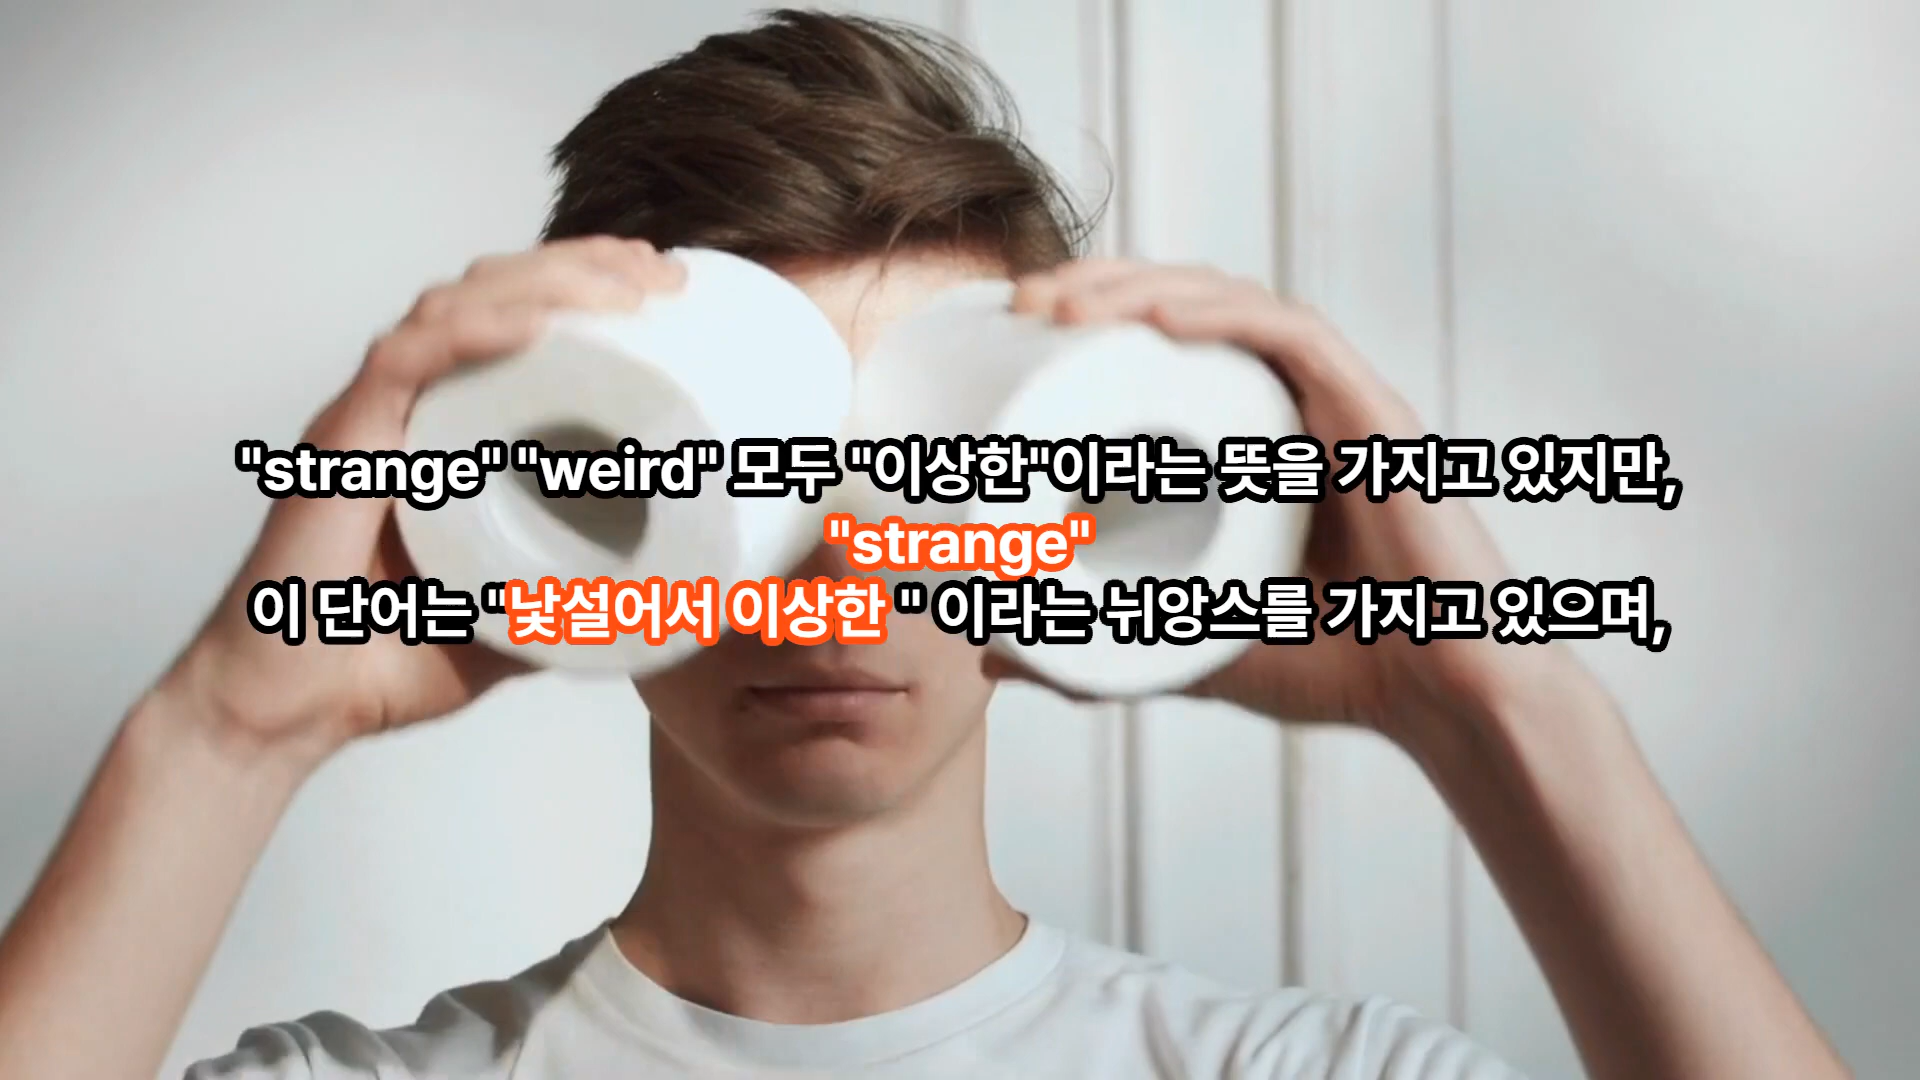 "strange" "weird" 모두 "이상한"이라는 뜻을 가지고 있지만,
"strange"
이 단어는 "낯설어서 이상한 " 이라는 뉘앙스를 가지고 있으며,